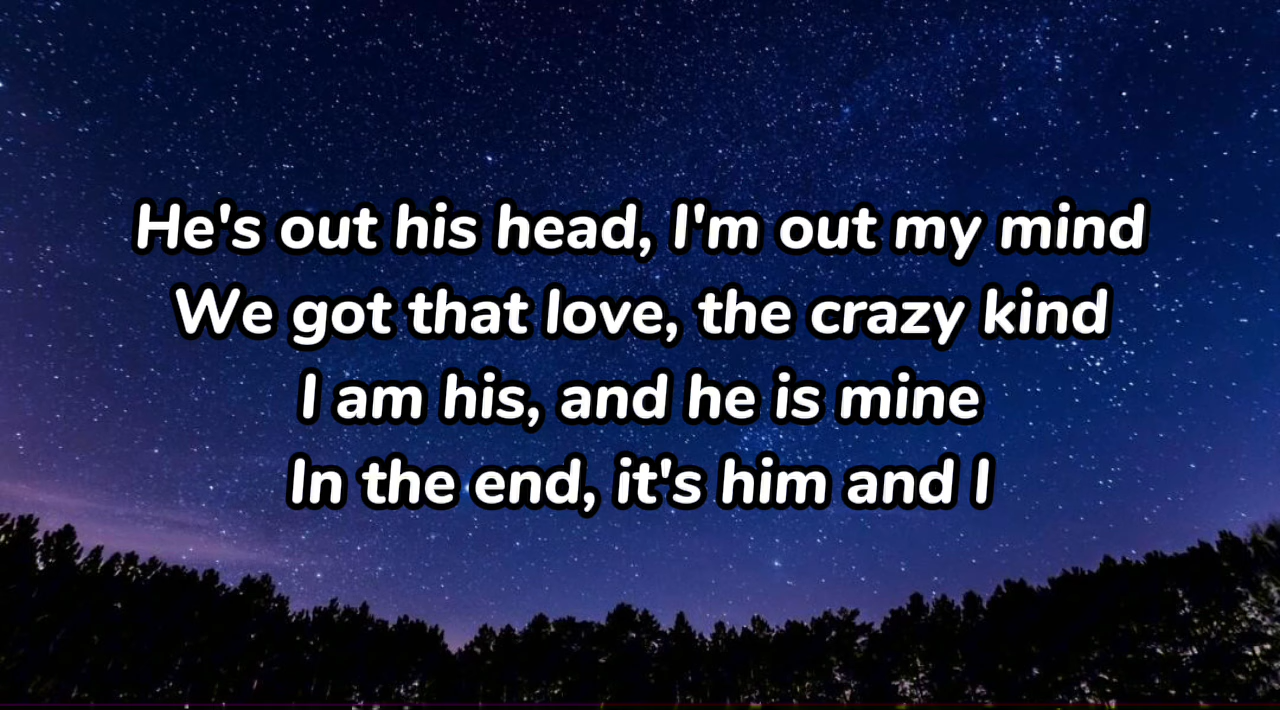 He's out his head, I'm out my mind
We got that love, the crazy kind
I am his, and he is mine
In the end, it's him and I